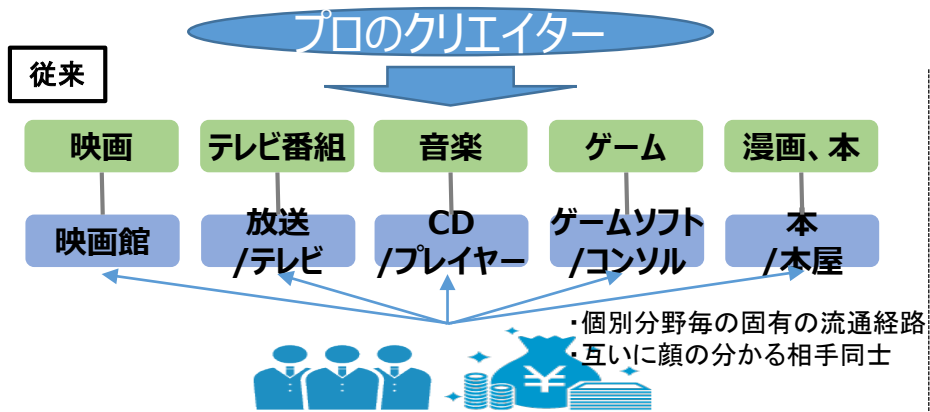 プロのクリエイター
従来
映画
テレビ番組
音楽
ゲーム
漫画、本
映画館
放送
/テレビ
CD
/プレイヤー
ゲームソフト
/コンソル
本
/本屋
・個別分野毎の固有の流通経路
・互いに顔の分かる相手同士
¥